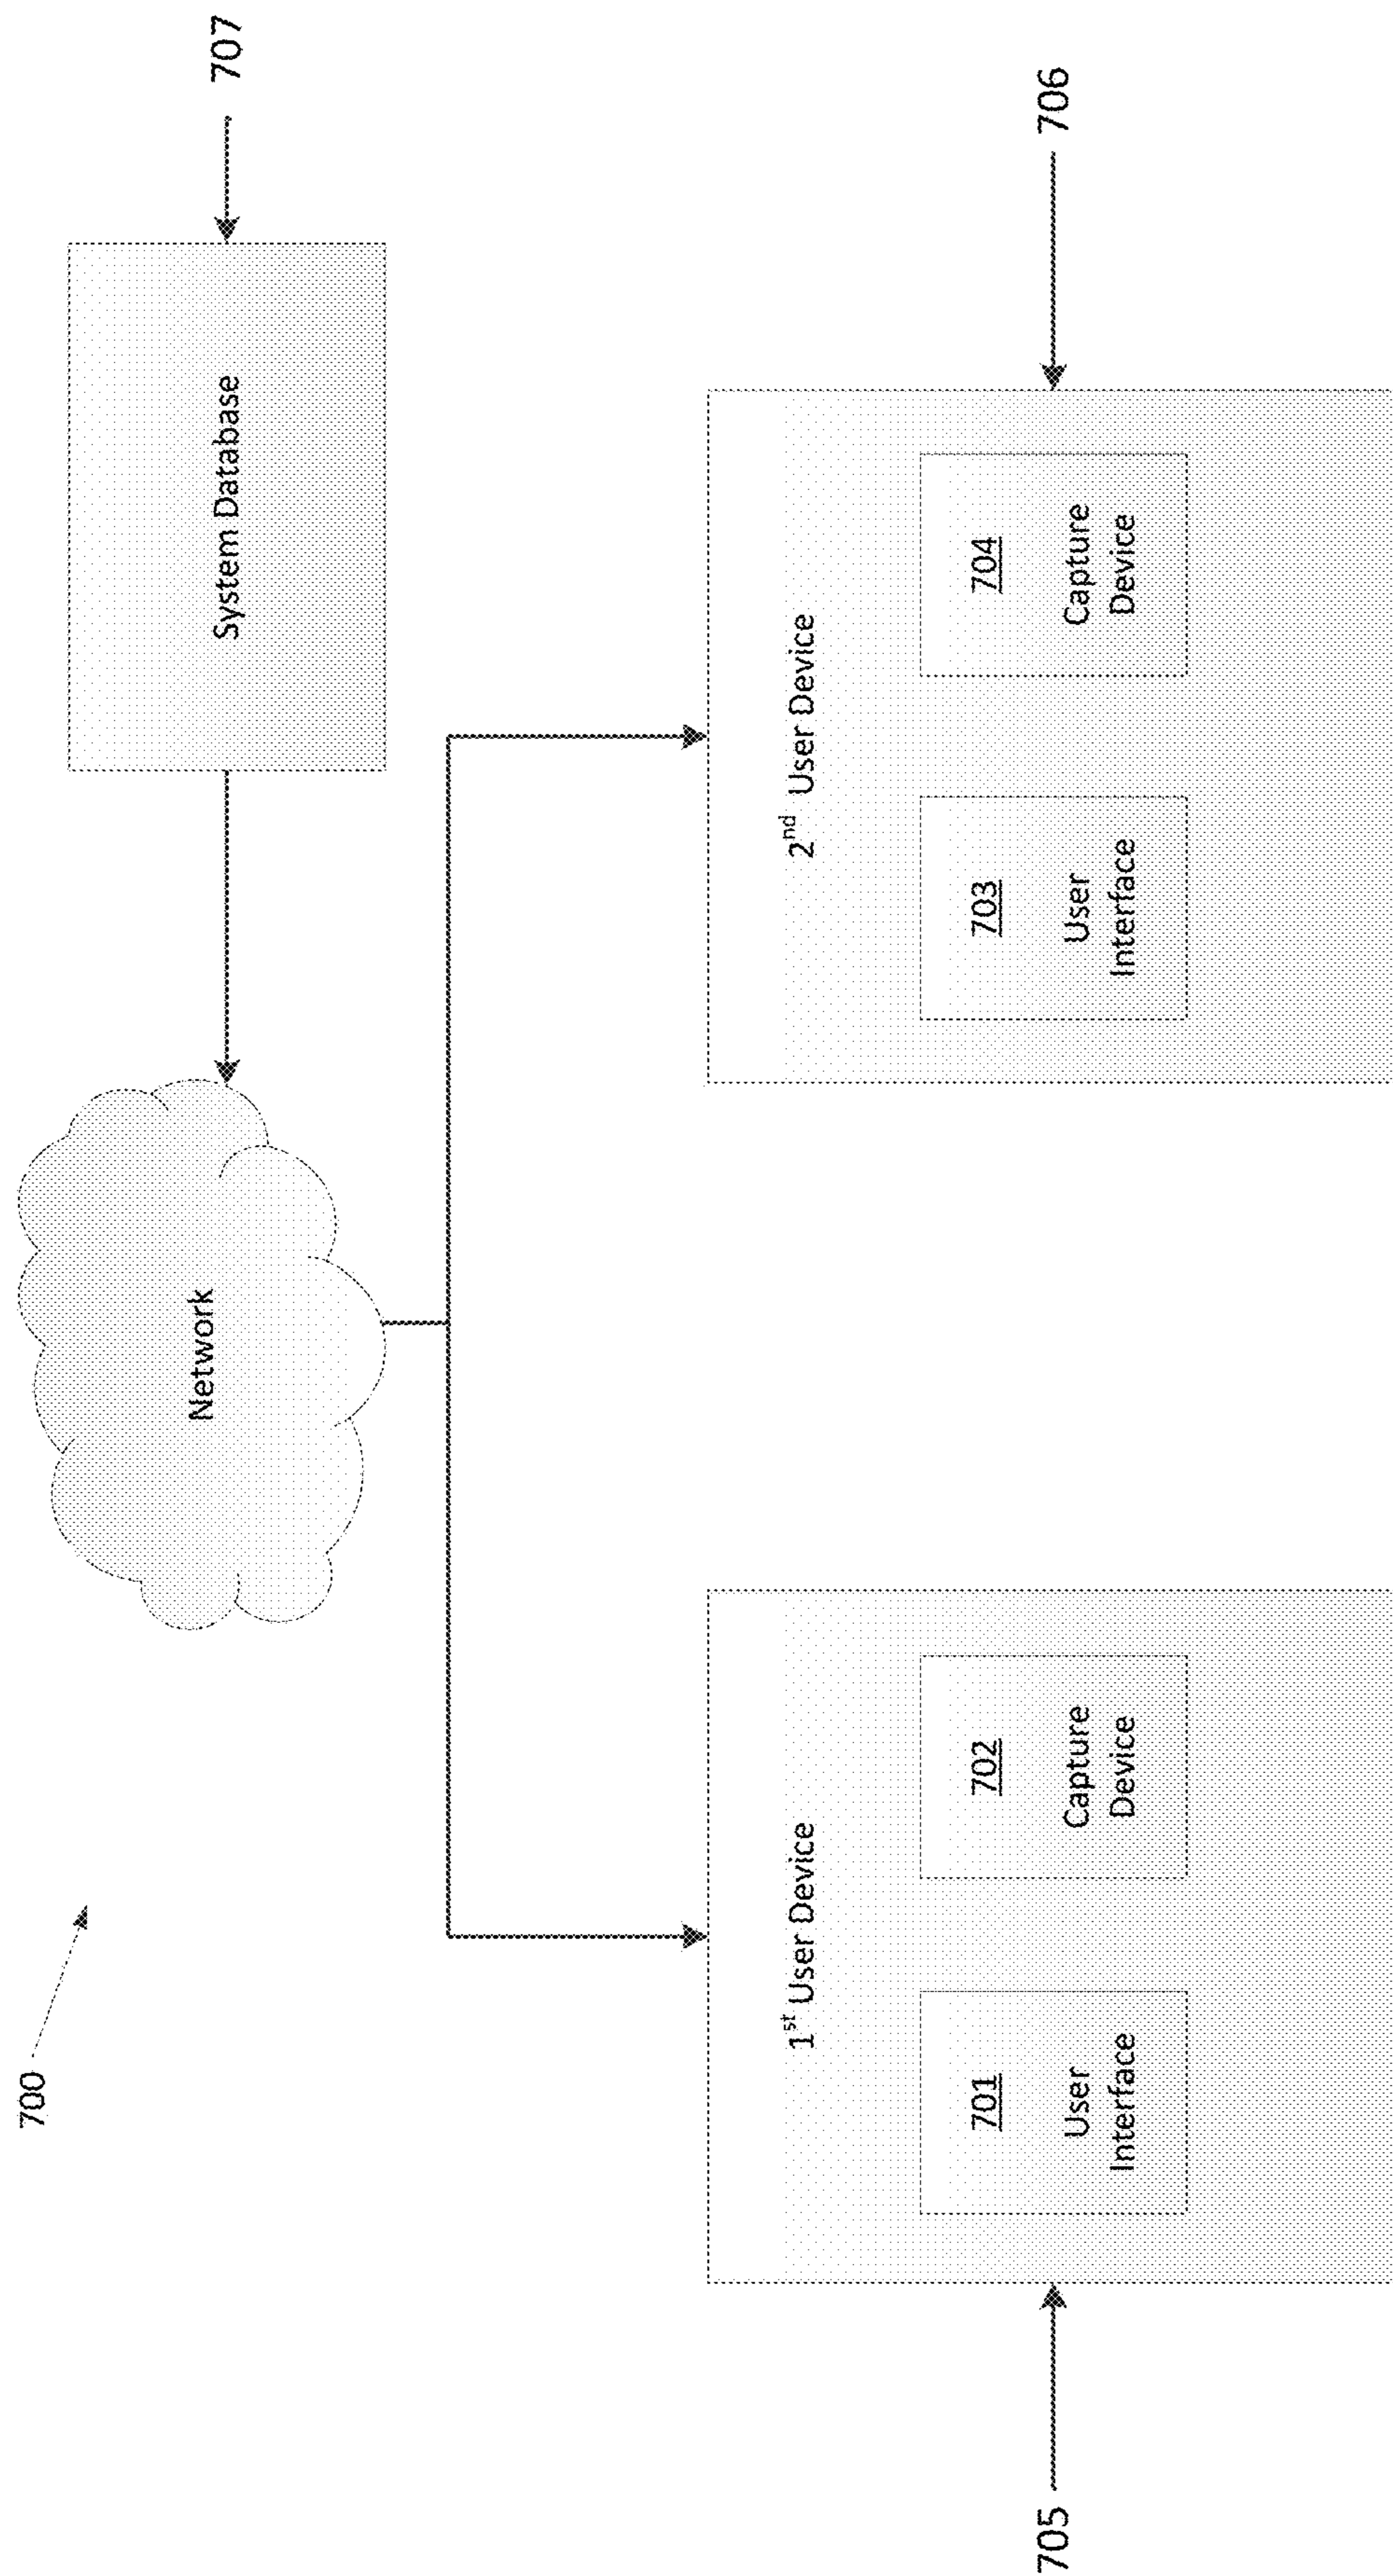 700
Network
System Database
707
1st User Device
701
User
Interface
702
Capture
Device
705
2nd User Device
703
User
Interface
704
Capture
Device
706